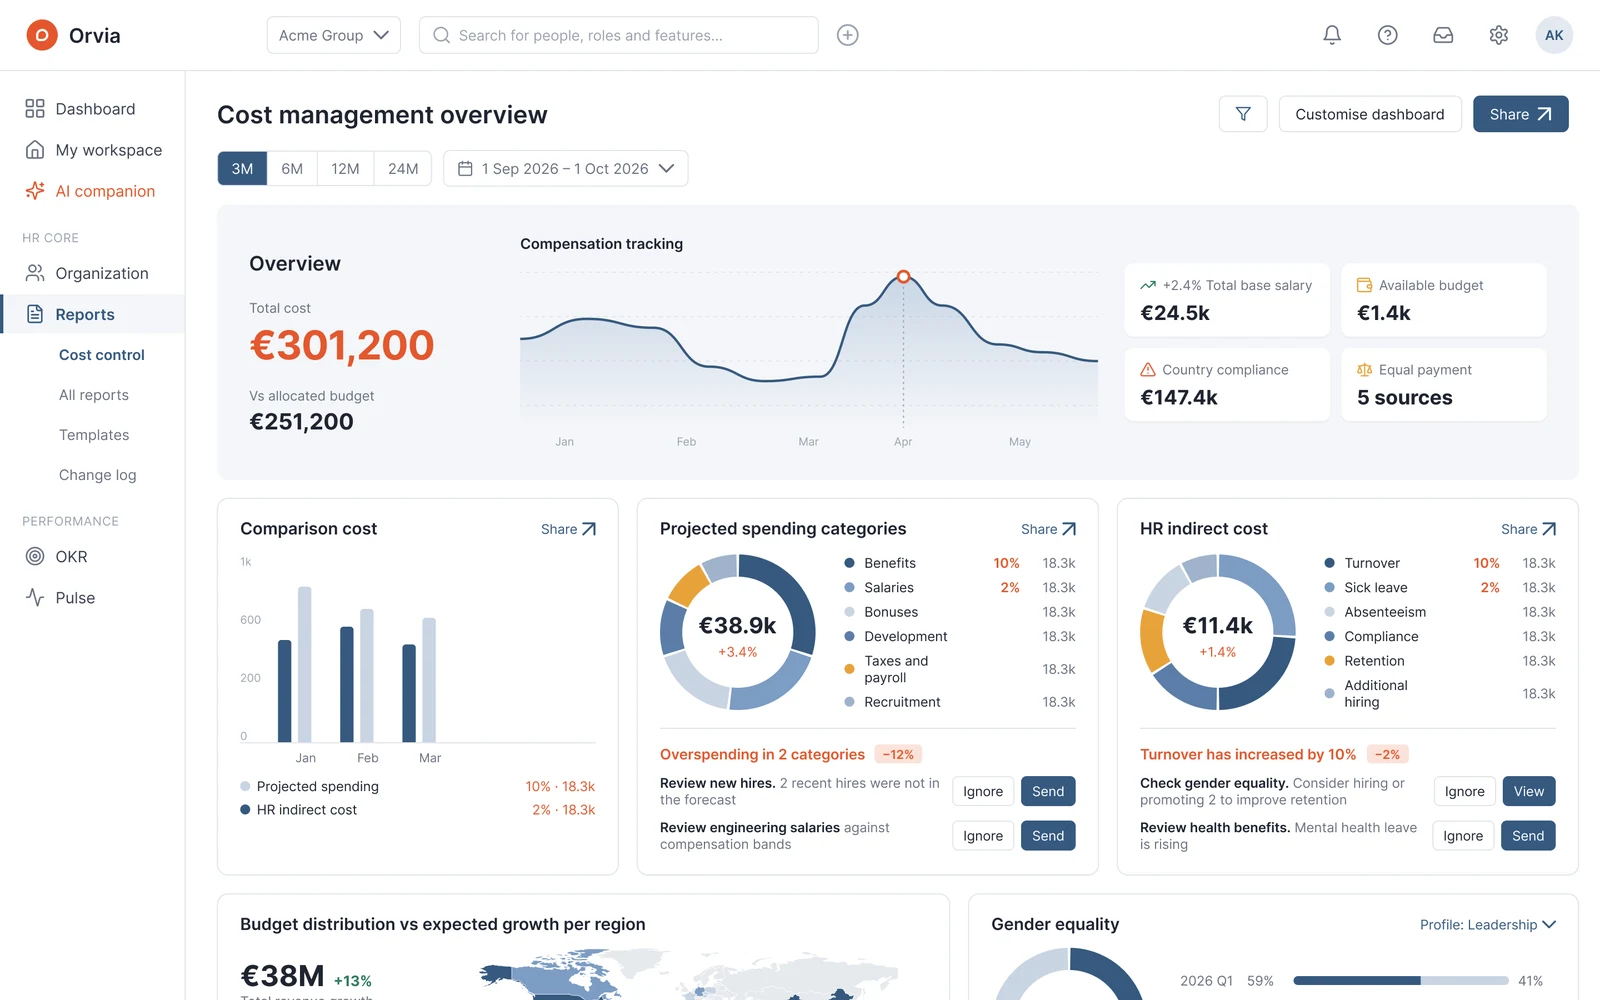 Orvia
Acme Group
Search for people, roles and features...
AK
Dashboard
My workspace
AI companion
HR CORE
Organization
Reports
Cost control
All reports
Templates
Change log
PERFORMANCE
OKR
Pulse
Cost management overview
Customise dashboard
Share
3M
6M
12M
24M
1 Sep 2026 – 1 Oct 2026
Overview
Total cost
€301,200
Vs allocated budget
€251,200
Compensation tracking
Jan
Feb
Mar
Apr
May
+2.4% Total base salary
€24.5k
Available budget
€1.4k
Country compliance
€147.4k
Equal payment
5 sources
Comparison cost
Share
1k
600
200
0
Jan
Feb
Mar
Projected spending 10% · 18.3k
HR indirect cost 2% · 18.3k
Projected spending categories
Share
€38.9k
+3.4%
Benefits 10% 18.3k
Salaries 2% 18.3k
Bonuses 18.3k
Development 18.3k
Taxes and
payroll 18.3k
Recruitment 18.3k
Overspending in 2 categories −12%
Review new hires. 2 recent hires were not in
the forecast
Ignore
Send
Review engineering salaries against
compensation bands
Ignore
Send
HR indirect cost
Share
€11.4k
+1.4%
Turnover 10% 18.3k
Sick leave 2% 18.3k
Absenteeism 18.3k
Compliance 18.3k
Retention 18.3k
Additional
hiring 18.3k
Turnover has increased by 10% −2%
Check gender equality. Consider hiring or
promoting 2 to improve retention
Ignore
View
Review health benefits. Mental health leave
is rising
Ignore
Send
Budget distribution vs expected growth per region
€38M +13%
Total revenue growth
Gender equality
Profile: Leadership
2026 Q1 59% 41%